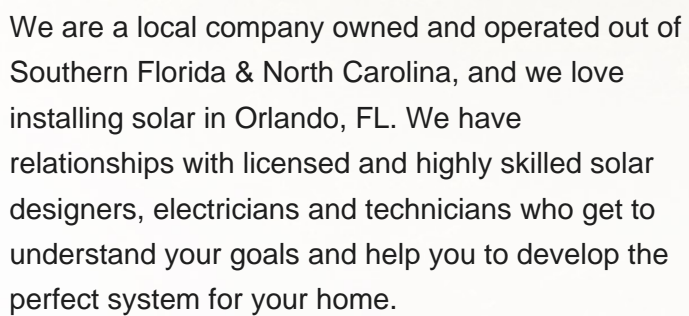 We are a local company owned and operated out of
Southern Florida & North Carolina, and we love
installing solar in Orlando, FL. We have
relationships with licensed and highly skilled solar
designers, electricians and technicians who get to
understand your goals and help you to develop the
perfect system for your home.